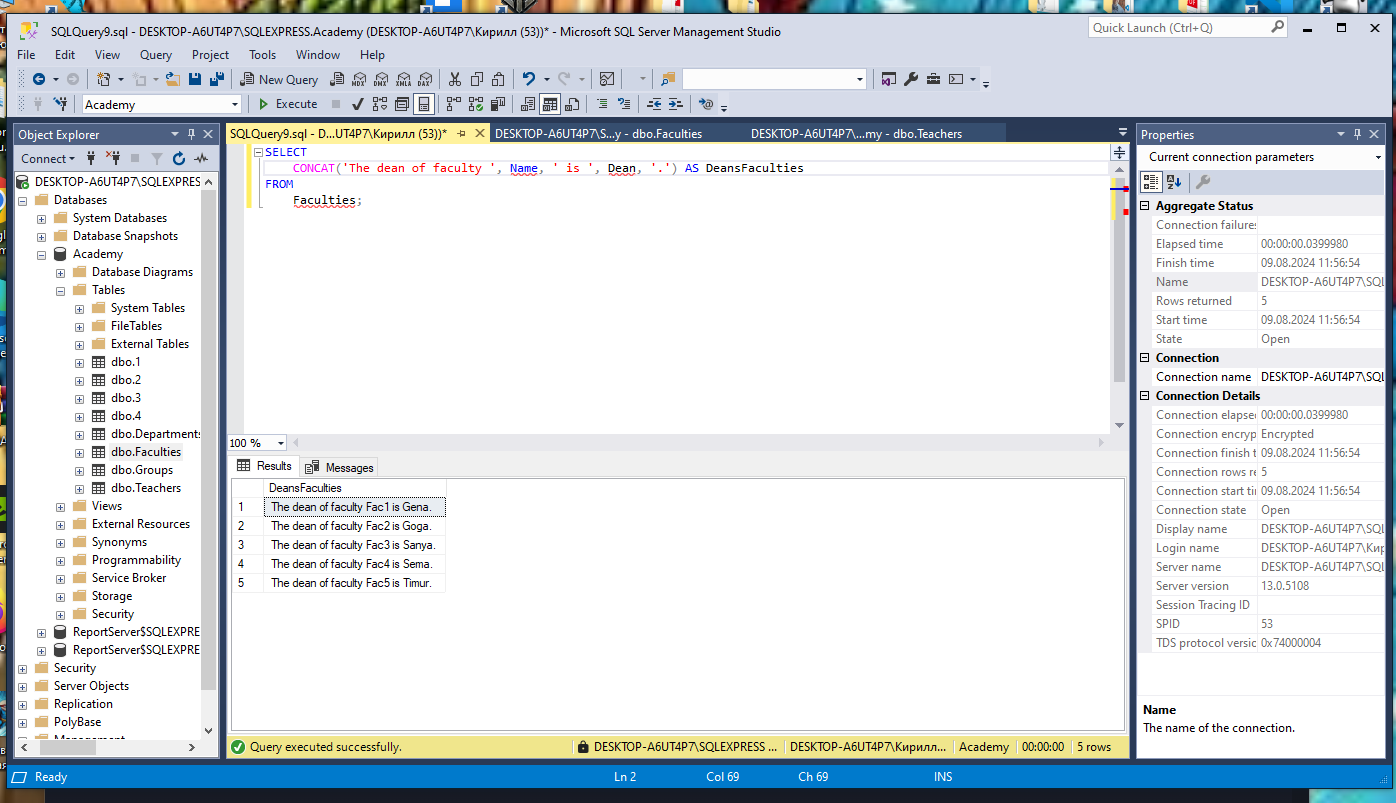 SQLQuery9.sql - DESKTOP-A6UT4P7\SQLEXPRESS.Academy (DESKTOP-A6UT4P7\Кирилл (53))* - Microsoft SQL Server Management Studio
Quick Launch (Ctrl+Q)
File Edit View Query Project Tools Window Help
New Query MDX DMX XMLA DAX
Academy Execute
Object Explorer
Connect
DESKTOP-A6UT4P7\SQLEXPRES
Databases
System Databases
Database Snapshots
Academy
Database Diagrams
Tables
System Tables
FileTables
External Tables
dbo.1
dbo.2
dbo.3
dbo.4
dbo.Departments
dbo.Faculties
dbo.Groups
dbo.Teachers
Views
External Resources
Synonyms
Programmability
Service Broker
Storage
Security
ReportServer$SQLEXPRE
ReportServer$SQLEXPRE
Security
Server Objects
Replication
PolyBase
Management
SQLQuery9.sql - D...UT4P7\Кирилл (53))* DESKTOP-A6UT4P7\S...y - dbo.Faculties DESKTOP-A6UT4P7\...my - dbo.Teachers
SELECT
CONCAT('The dean of faculty ', Name, ' is ', Dean, '.') AS DeansFaculties
FROM
Faculties;
100 %
Results Messages
DeansFaculties
1 The dean of faculty Fac1 is Gena.
2 The dean of faculty Fac2 is Goga.
3 The dean of faculty Fac3 is Sanya.
4 The dean of faculty Fac4 is Sema.
5 The dean of faculty Fac5 is Timur.
Query executed successfully. DESKTOP-A6UT4P7\SQLEXPRESS ... DESKTOP-A6UT4P7\Кирилл... Academy 00:00:00 5 rows
Properties
Current connection parameters
Aggregate Status
Connection failures
Elapsed time 00:00:00.0399980
Finish time 09.08.2024 11:56:54
Name DESKTOP-A6UT4P7\SQL
Rows returned 5
Start time 09.08.2024 11:56:54
State Open
Connection
Connection name DESKTOP-A6UT4P7\SQL
Connection Details
Connection elapse 00:00:00.0399980
Connection encryp Encrypted
Connection finish t 09.08.2024 11:56:54
Connection rows re 5
Connection start tin 09.08.2024 11:56:54
Connection state Open
Display name DESKTOP-A6UT4P7\SQL
Login name DESKTOP-A6UT4P7\Кир
Server name DESKTOP-A6UT4P7\SQL
Server version 13.0.5108
Session Tracing ID
SPID 53
TDS protocol versic 0x74000004
Name
The name of the connection.
Ready Ln 2 Col 69 Ch 69 INS